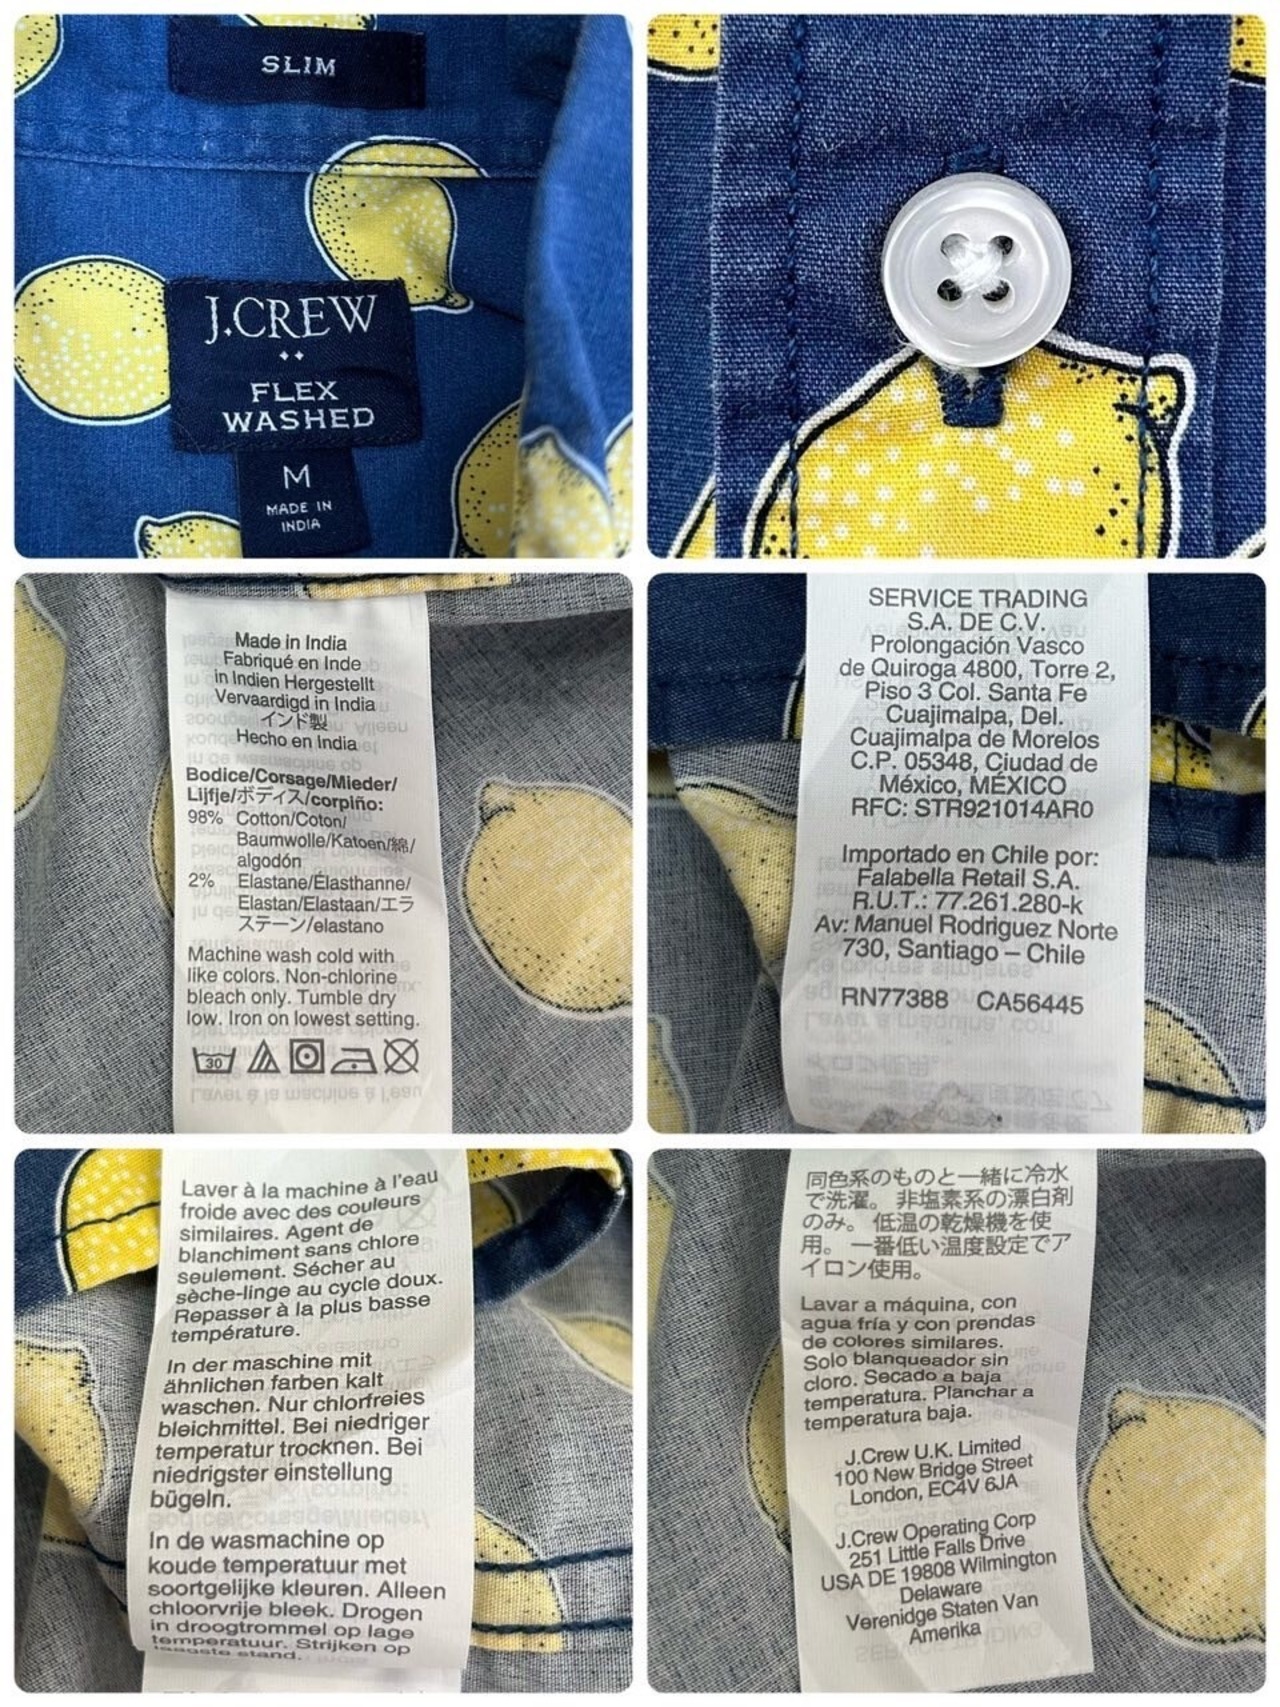 SLIM
J.CREW
FLEX
WASHED
M
MADE IN
INDIA
Made in India
Fabriqué en Inde
in Indien Hergestellt
Vervaardigd in India
インド製
Hecho en India
Bodice/Corsage/Mieder/
Lijfje/ボディス/corpiño:
98% Cotton/Coton/
Baumwolle/Katoen/綿/
algodón
2% Elastane/Élasthanne/
Elastan/Elastaan/エラ
ステーン/elastano
Machine wash cold with
like colors. Non-chlorine
bleach only. Tumble dry
low. Iron on lowest setting.
30
SERVICE TRADING
S.A. DE C.V.
Prolongación Vasco
de Quiroga 4800, Torre 2,
Piso 3 Col. Santa Fe
Cuajimalpa, Del.
Cuajimalpa de Morelos
C.P. 05348, Ciudad de
México, MÉXICO
RFC: STR921014AR0
Importado en Chile por:
Falabella Retail S.A.
R.U.T.: 77.261.280-k
Av: Manuel Rodriguez Norte
730, Santiago – Chile
RN77388 CA56445
Laver à la machine à l'eau
froide avec des couleurs
similaires. Agent de
blanchiment sans chlore
seulement. Sécher au
sèche-linge au cycle doux.
Repasser à la plus basse
température.
In der maschine mit
ähnlichen farben kalt
waschen. Nur chlorfreies
bleichmittel. Bei niedriger
temperatur trocknen. Bei
niedrigster einstellung
bügeln.
In de wasmachine op
koude temperatuur met
soortgelijke kleuren. Alleen
chloorvrije bleek. Drogen
in droogtrommel op lage
temperatuur. Strijken op
laagste stand.
同色系のものと一緒に冷水
で洗濯。 非塩素系の漂白剤
のみ。 低温の乾燥機を使
用。 一番低い温度設定でア
イロン使用。
Lavar a máquina, con
agua fría y con prendas
de colores similares.
Solo blanqueador sin
cloro. Secado a baja
temperatura. Planchar a
temperatura baja.
J.Crew U.K. Limited
100 New Bridge Street
London, EC4V 6JA
J.Crew Operating Corp
251 Little Falls Drive
USA DE 19808 Wilmington
Delaware
Verenidge Staten Van
Amerika